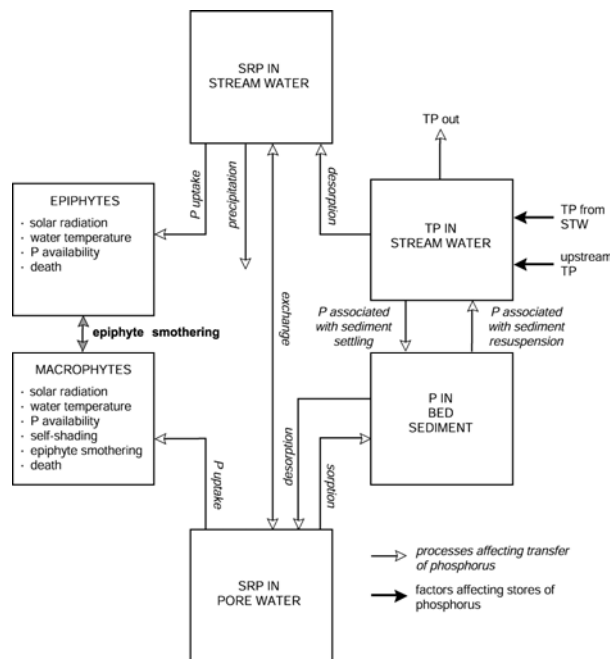 SRP IN
STREAM WATER
TP out
P uptake
precipitation
desorption
EPIPHYTES
· solar radiation
· water temperature
· P availability
· death
TP IN
STREAM WATER
TP from
STW
upstream
TP
exchange
P associated
with sediment
settling
P associated
with sediment
resuspension
epiphyte smothering
MACROPHYTES
· solar radiation
· water temperature
· P availability
· self-shading
· epiphyte smothering
· death
P IN
BED
SEDIMENT
P uptake
desorption
sorption
SRP IN
PORE WATER
processes affecting transfer
of phosphorus
factors affecting stores of
phosphorus